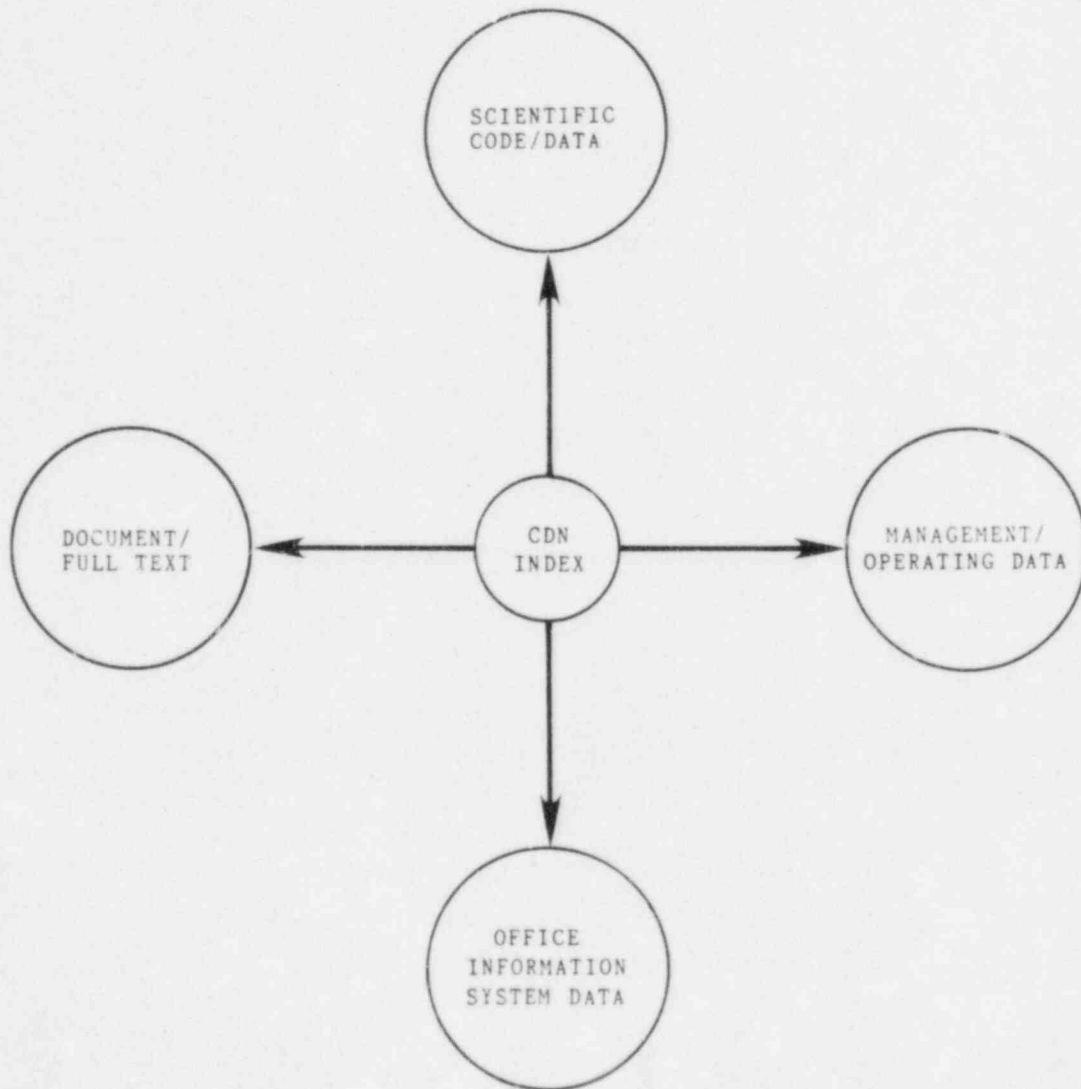 SCIENTIFIC
CODE/DATA
DOCUMENT/
FULL TEXT
CDN
INDEX
MANAGEMENT/
OPERATING DATA
OFFICE
INFORMATION
SYSTEM DATA